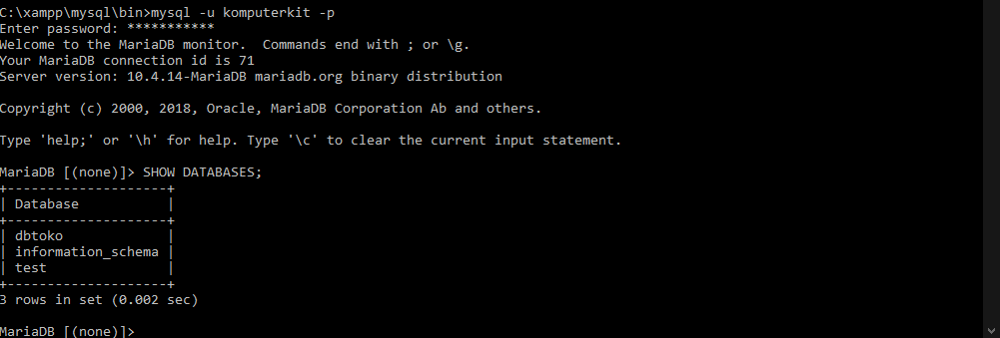 C:\xampp\mysql\bin>mysql -u komputerkit -p
Enter password: ***********
Welcome to the MariaDB monitor.  Commands end with ; or \g.
Your MariaDB connection id is 71
Server version: 10.4.14-MariaDB mariadb.org binary distribution
Copyright (c) 2000, 2018, Oracle, MariaDB Corporation Ab and others.
Type 'help;' or '\h' for help. Type '\c' to clear the current input statement.
MariaDB [(none)]> SHOW DATABASES;
+--------------------+
| Database           |
+--------------------+
| dbtoko             |
| information_schema |
| test               |
+--------------------+
3 rows in set (0.002 sec)
MariaDB [(none)]>